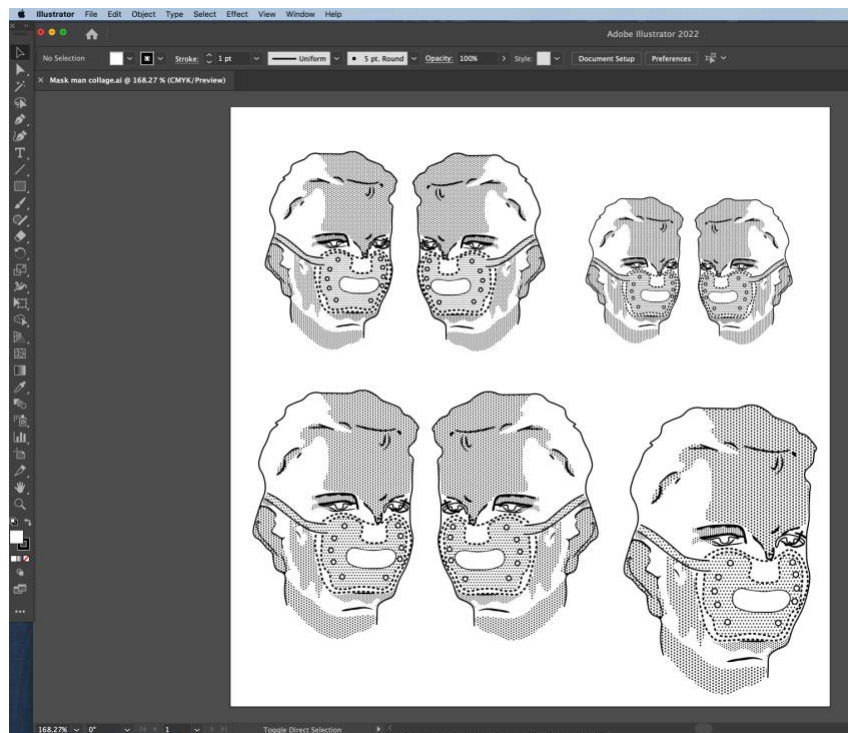 Illustrator File Edit Object Type Select Effect View Window Help
Adobe Illustrator 2022
No Selection Stroke: 1 pt Uniform 5 pt. Round Opacity: 100% Style: Document Setup Preferences
× Mask man collage.ai @ 168.27 % (CMYK/Preview)
168.27% 0° 1 Toggle Direct Selection